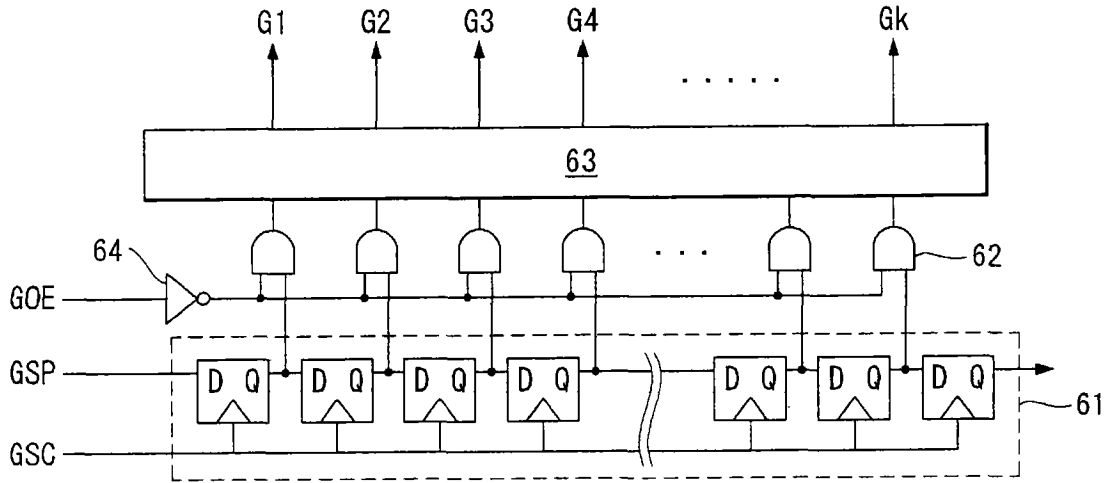 G1 G2 G3 G4 Gk
. . . . .
63
64
. . .
62
GOE
GSP D Q D Q D Q D Q D Q D Q D Q
61
GSC